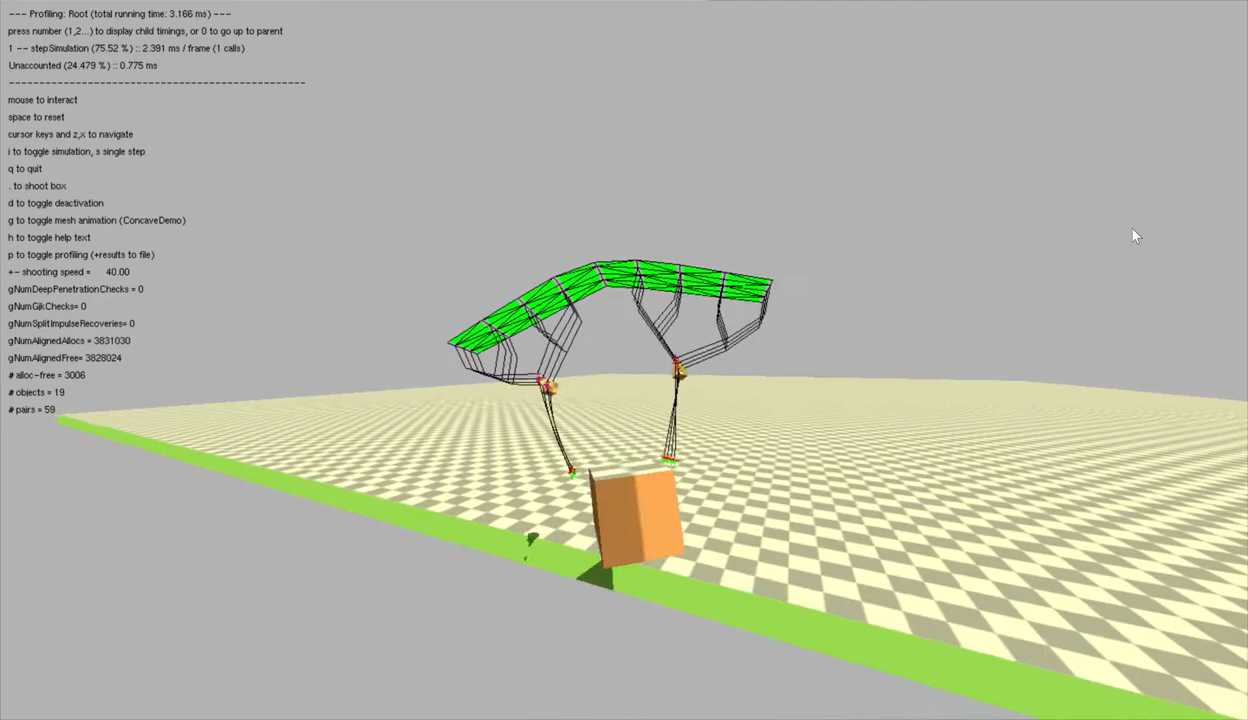 --- Profiling: Root (total running time: 3.166 ms) ---
press number (1,2...) to display child timings, or 0 to go up to parent
1 -- stepSimulation (75.52 %) :: 2.391 ms / frame (1 calls)
Unaccounted (24.479 %) :: 0.775 ms
-------------------------------------------------
mouse to interact
space to reset
cursor keys and z,x to navigate
i to toggle simulation, s single step
q to quit
. to shoot box
d to toggle deactivation
g to toggle mesh animation (ConcaveDemo)
h to toggle help text
p to toggle profiling (+results to file)
+- shooting speed = 40.00
gNumDeepPenetrationChecks = 0
gNumGjkChecks= 0
gNumSplitImpulseRecoveries= 0
gNumAlignedAllocs = 3831030
gNumAlignedFree= 3828024
# alloc-free = 3006
# objects = 19
# pairs = 59